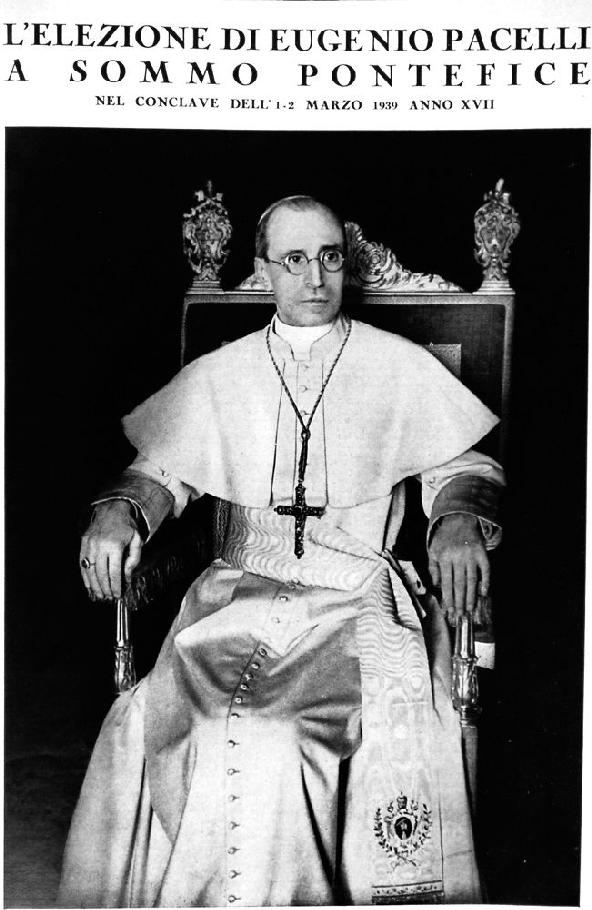 L'ELEZIONE DI EUGENIO PACELLI
A SOMMO PONTEFICE
NEL CONCLAVE DELL' 1-2 MARZO 1939 ANNO XVII